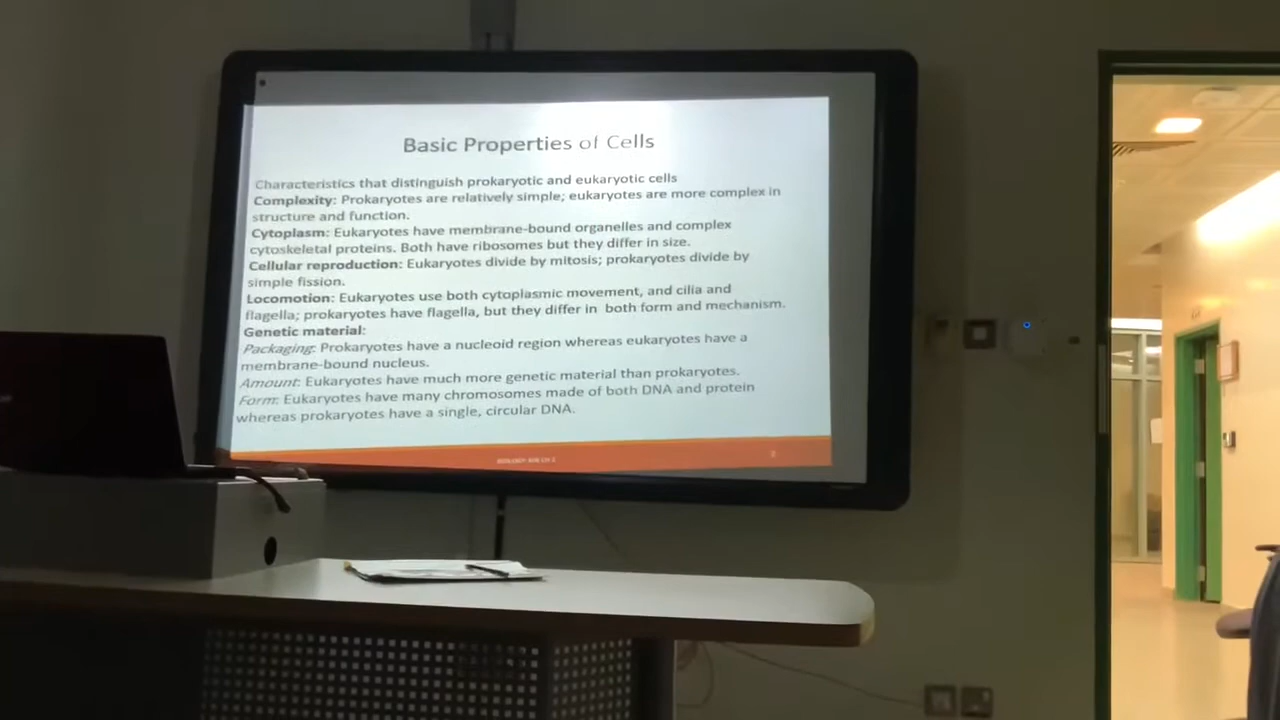 Basic Properties of Cells
Characteristics that distinguish prokaryotic and eukaryotic cells
Complexity: Prokaryotes are relatively simple; eukaryotes are more complex in
structure and function.
Cytoplasm: Eukaryotes have membrane-bound organelles and complex
cytoskeletal proteins. Both have ribosomes but they differ in size.
Cellular reproduction: Eukaryotes divide by mitosis; prokaryotes divide by
simple fission.
Locomotion: Eukaryotes use both cytoplasmic movement, and cilia and
flagella; prokaryotes have flagella, but they differ in both form and mechanism.
Genetic material:
Packaging: Prokaryotes have a nucleoid region whereas eukaryotes have a
membrane-bound nucleus.
Amount: Eukaryotes have much more genetic material than prokaryotes.
Form: Eukaryotes have many chromosomes made of both DNA and protein
whereas prokaryotes have a single, circular DNA.
BIOLOGY